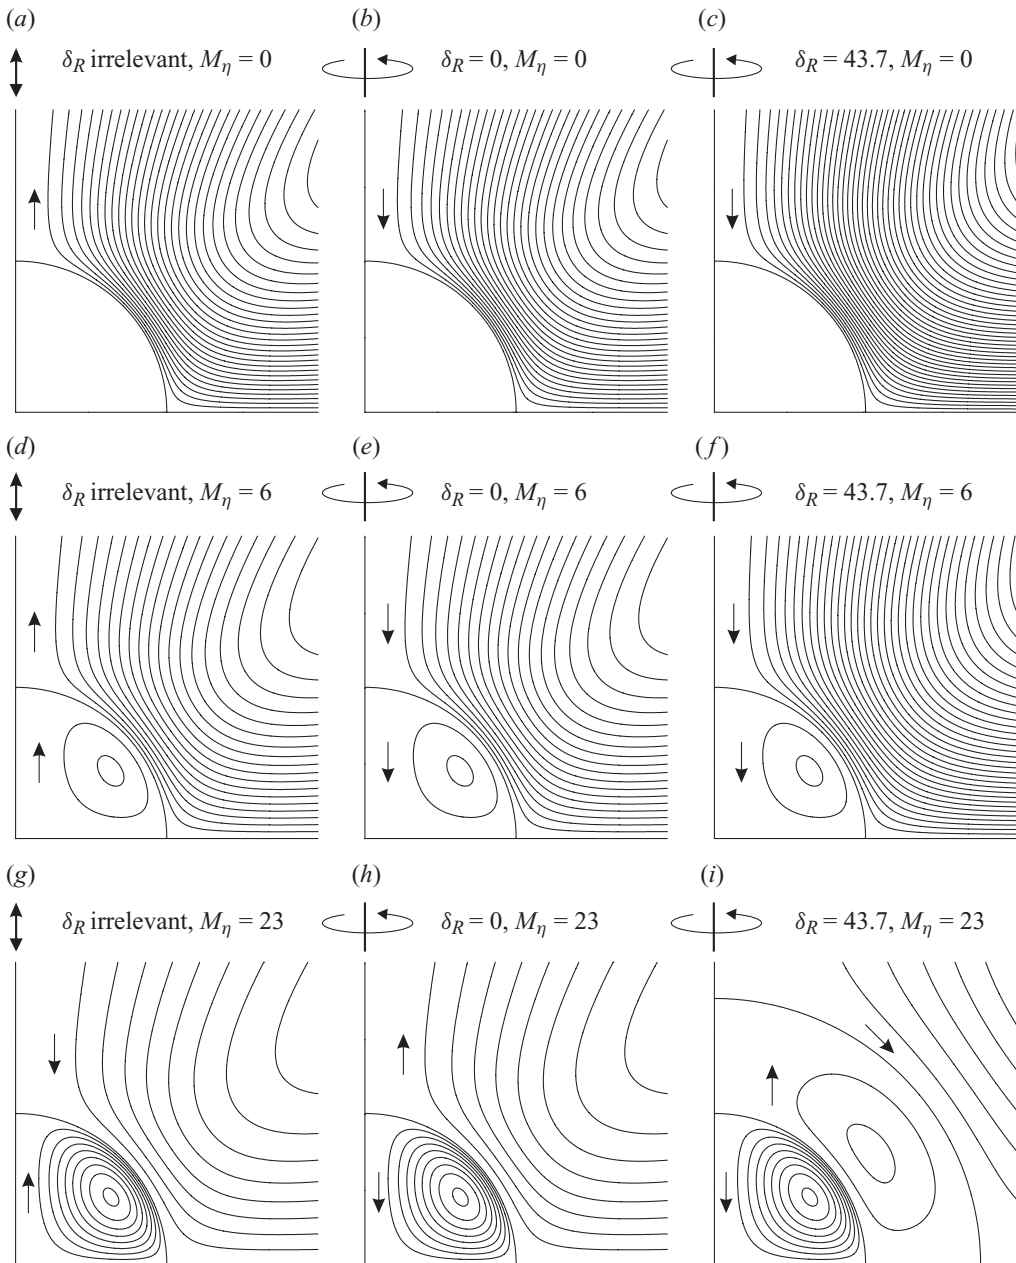 (a) (b) (c)
δ_R irrelevant, M_η = 0 δ_R = 0, M_η = 0 δ_R = 43.7, M_η = 0
(d) (e) (f)
δ_R irrelevant, M_η = 6 δ_R = 0, M_η = 6 δ_R = 43.7, M_η = 6
(g) (h) (i)
δ_R irrelevant, M_η = 23 δ_R = 0, M_η = 23 δ_R = 43.7, M_η = 23